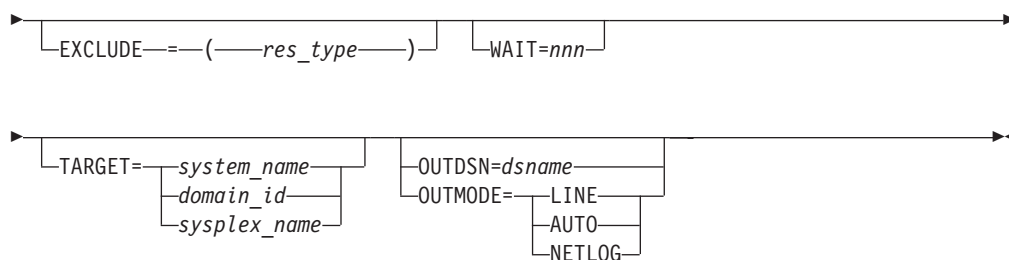 EXCLUDE = ( res_type ) WAIT=nnn
TARGET= system_name OUTDSN=dsname
domain_id OUTMODE= LINE
sysplex_name AUTO
NETLOG